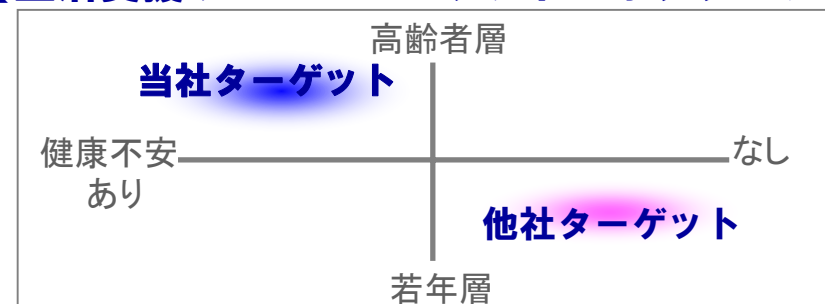 高齢者層
当社ターゲット
健康不安
あり
なし
他社ターゲット
若年層